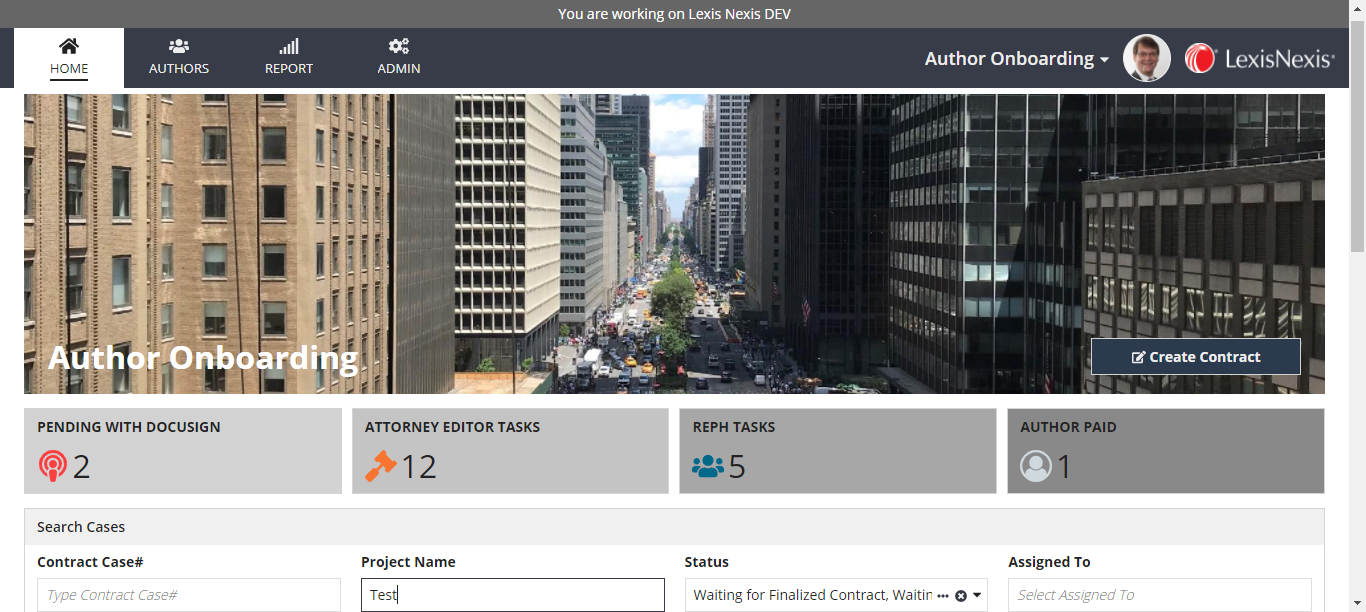 You are working on Lexis Nexis DEV
HOME
AUTHORS
REPORT
ADMIN
Author Onboarding
LexisNexis®
Author Onboarding
Create Contract
PENDING WITH DOCUSIGN
2
ATTORNEY EDITOR TASKS
12
REPH TASKS
5
AUTHOR PAID
1
Search Cases
Contract Case#
Project Name
Status
Assigned To
Type Contract Case#
Test
Waiting for Finalized Contract, Waitin •••
Select Assigned To